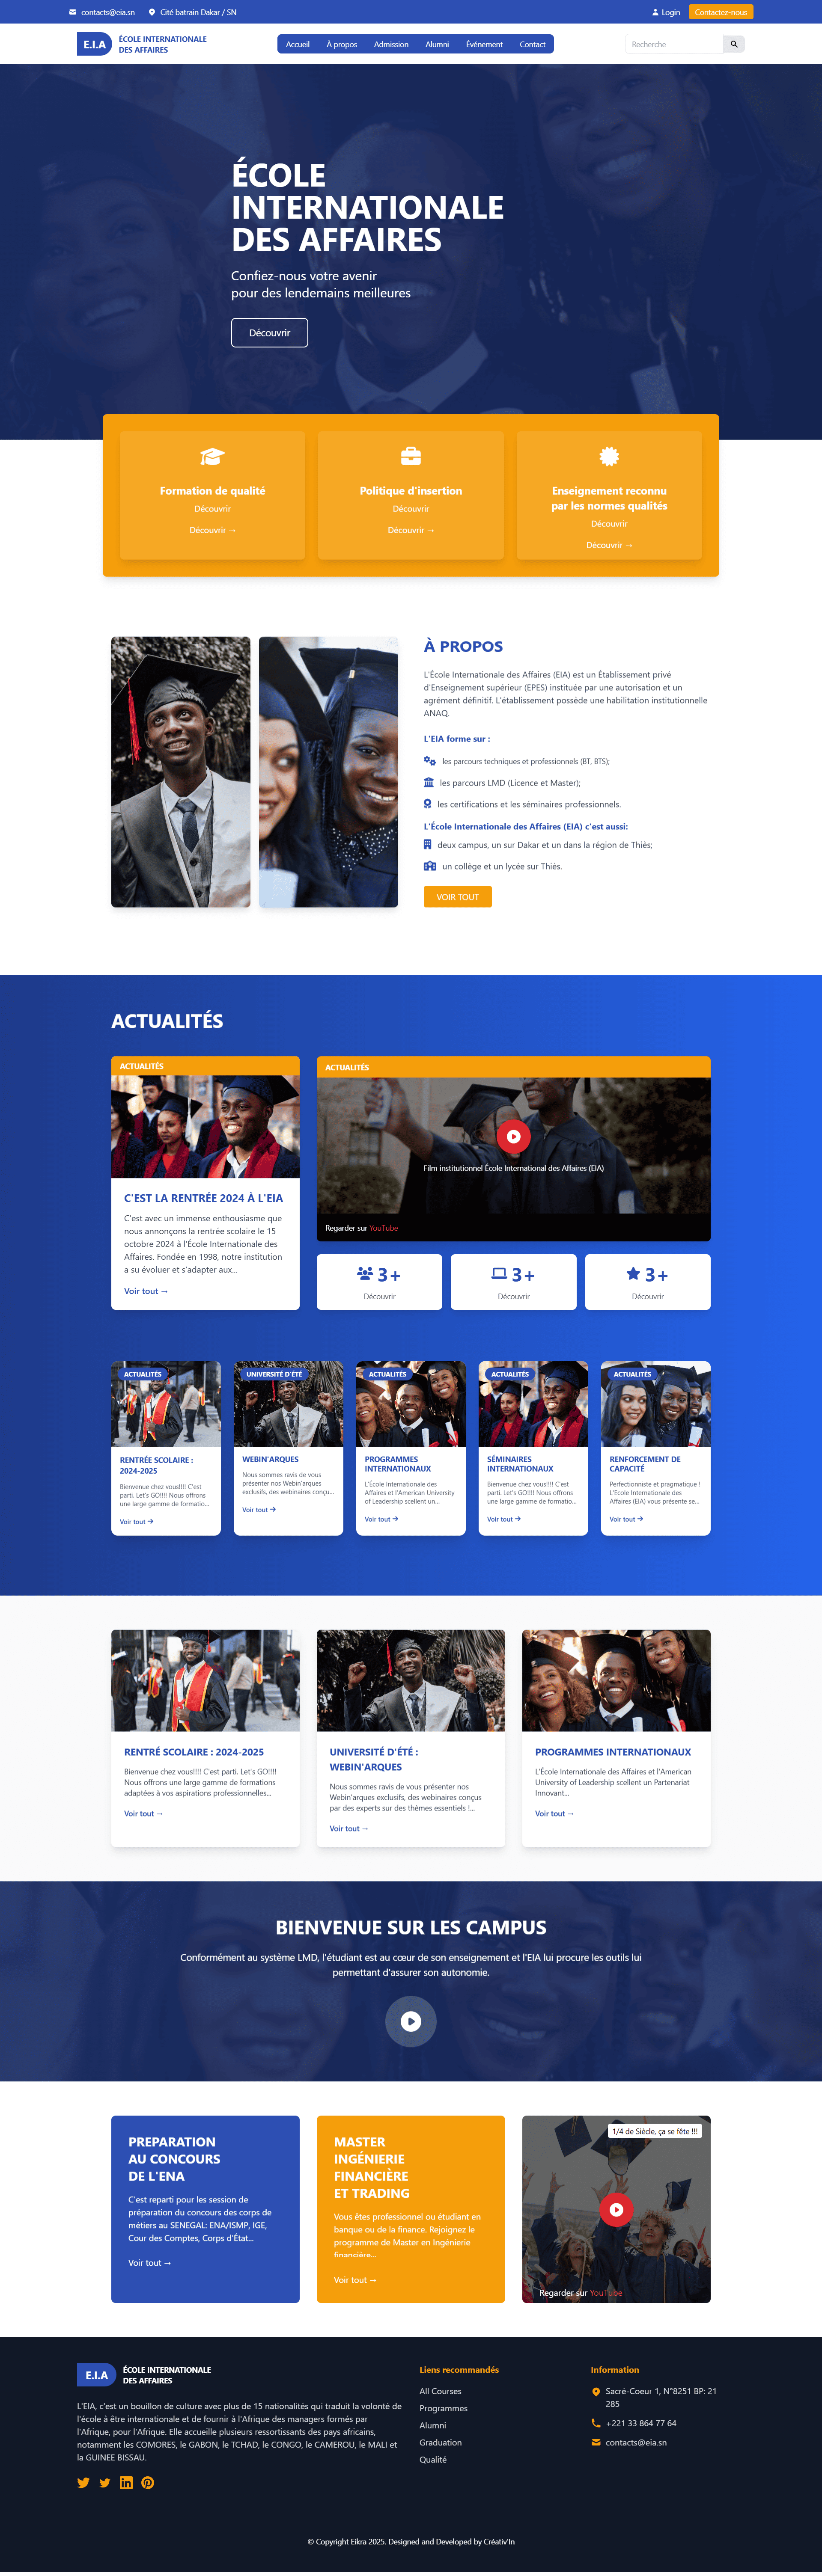 contacts@eia.sn
Cité batrain Dakar / SN
Login
Contactez-nous
E.I.A
ÉCOLE INTERNATIONALE
DES AFFAIRES
Accueil
À propos
Admission
Alumni
Événement
Contact
Recherche
ÉCOLE
INTERNATIONALE
DES AFFAIRES
Confiez-nous votre avenir
pour des lendemains meilleures
Découvrir
Formation de qualité
Découvrir
Découvrir →
Politique d'insertion
Découvrir
Découvrir →
Enseignement reconnu
par les normes qualités
Découvrir
Découvrir →
À PROPOS
L'École Internationale des Affaires (EIA) est un Établissement privé
d'Enseignement supérieur (EPES) instituée par une autorisation et un
agrément définitif. L'établissement possède une habilitation institutionnelle
ANAQ.
L'EIA forme sur :
les parcours techniques et professionnels (BT, BTS);
les parcours LMD (Licence et Master);
les certifications et les séminaires professionnels.
L'École Internationale des Affaires (EIA) c'est aussi:
deux campus, un sur Dakar et un dans la région de Thiès;
un collège et un lycée sur Thiès.
VOIR TOUT
ACTUALITÉS
ACTUALITÉS
C'EST LA RENTRÉE 2024 À L'EIA
C'est avec un immense enthousiasme que
nous annonçons la rentrée scolaire le 15
octobre 2024 à l'École Internationale des
Affaires. Fondée en 1998, notre institution
a su évoluer et s'adapter aux...
Voir tout →
ACTUALITÉS
Film institutionnel École International des Affaires (EIA)
Regarder sur YouTube
3+
Découvrir
3+
Découvrir
3+
Découvrir
ACTUALITÉS
RENTRÉE SCOLAIRE :
2024-2025
Bienvenue chez vous!!!! C'est
parti. Let's GO!!!! Nous offrons
une large gamme de formatio...
Voir tout →
UNIVERSITÉ D'ÉTÉ
WEBIN'ARQUES
Nous sommes ravis de vous
présenter nos Webin'arques
exclusifs, des webinaires conçu...
Voir tout →
ACTUALITÉS
PROGRAMMES
INTERNATIONAUX
L'École Internationale des
Affaires et l'American University
of Leadership scellent un...
Voir tout →
ACTUALITÉS
SÉMINAIRES
INTERNATIONAUX
Bienvenue chez vous!!!! C'est
parti. Let's GO!!!! Nous offrons
une large gamme de formatio...
Voir tout →
ACTUALITÉS
RENFORCEMENT DE
CAPACITÉ
Perfectionniste et pragmatique !
L'Ecole Internationale des
Affaires (EIA) vous présente se...
Voir tout →
RENTRÉ SCOLAIRE : 2024-2025
Bienvenue chez vous!!!! C'est parti. Let's GO!!!!
Nous offrons une large gamme de formations
adaptées à vos aspirations professionnelles...
Voir tout →
UNIVERSITÉ D'ÉTÉ :
WEBIN'ARQUES
Nous sommes ravis de vous présenter nos
Webin'arques exclusifs, des webinaires conçus
par des experts sur des thèmes essentiels !...
Voir tout →
PROGRAMMES INTERNATIONAUX
L'École Internationale des Affaires et l'American
University of Leadership scellent un Partenariat
Innovant...
Voir tout →
BIENVENUE SUR LES CAMPUS
Conformément au système LMD, l'étudiant est au cœur de son enseignement et l'EIA lui procure les outils lui
permettant d'assurer son autonomie.
PREPARATION
AU CONCOURS
DE L'ENA
C'est reparti pour les session de
préparation du concours des corps de
métiers au SENEGAL: ENA/ISMP, IGE,
Cour des Comptes, Corps d'État...
Voir tout →
MASTER
INGÉNIERIE
FINANCIÈRE
ET TRADING
Vous êtes professionnel ou étudiant en
banque ou de la finance. Rejoignez le
programme de Master en Ingénierie
financière...
Voir tout →
1/4 de Siècle, ça se fête !!!
Regarder sur YouTube
E.I.A
ÉCOLE INTERNATIONALE
DES AFFAIRES
L'EIA, c'est un bouillon de culture avec plus de 15 nationalités qui traduit la volonté de
l'école à être internationale et de former à l'Afrique des managers formés par
l'Afrique, pour l'Afrique. Elle accueille plusieurs ressortissants des pays africains,
notamment les COMORES, le GABON, le TCHAD, le CONGO, le CAMEROU, le MALI et
la GUINEE BISSAU.
Liens recommandés
All Courses
Programmes
Alumni
Graduation
Qualité
Information
Sacré-Coeur 1, N°8251 BP: 21
285
+221 33 864 77 64
contacts@eia.sn
© Copyright Eikra 2025. Designed and Developed by Créativ'In